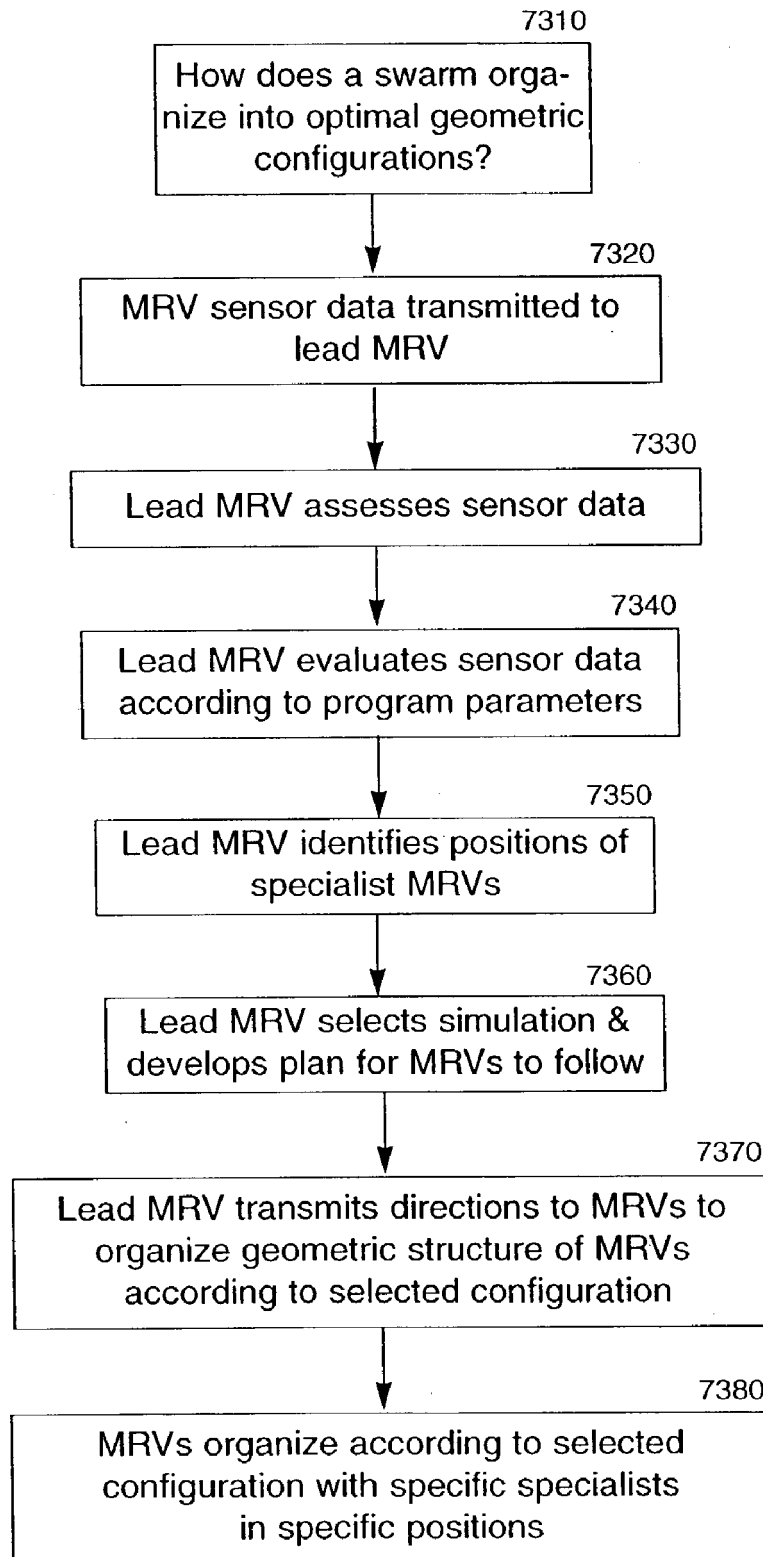 7310
How does a swarm orga-
nize into optimal geometric
configurations?
7320
MRV sensor data transmitted to
lead MRV
7330
Lead MRV assesses sensor data
7340
Lead MRV evaluates sensor data
according to program parameters
7350
Lead MRV identifies positions of
specialist MRVs
7360
Lead MRV selects simulation &
develops plan for MRVs to follow
7370
Lead MRV transmits directions to MRVs to
organize geometric structure of MRVs
according to selected configuration
7380
MRVs organize according to selected
configuration with specific specialists
in specific positions